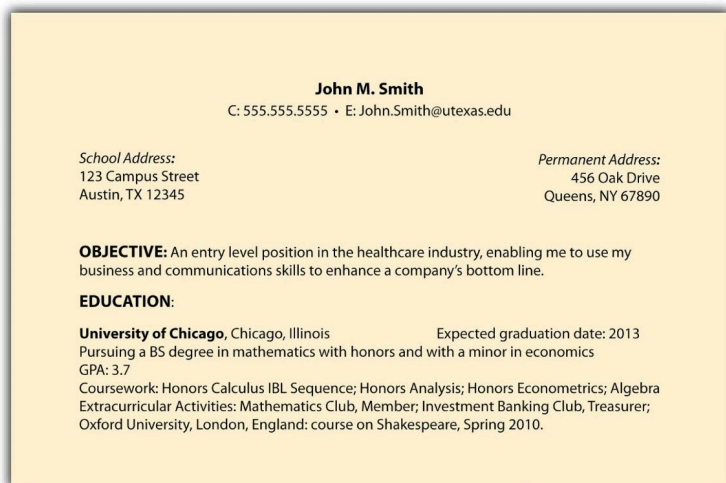 John M. Smith
C: 555.555.5555 • E: John.Smith@utexas.edu
School Address:
123 Campus Street
Austin, TX 12345
Permanent Address:
456 Oak Drive
Queens, NY 67890
OBJECTIVE: An entry level position in the healthcare industry, enabling me to use my
business and communications skills to enhance a company's bottom line.
EDUCATION:
University of Chicago, Chicago, Illinois Expected graduation date: 2013
Pursuing a BS degree in mathematics with honors and with a minor in economics
GPA: 3.7
Coursework: Honors Calculus IBL Sequence; Honors Analysis; Honors Econometrics; Algebra
Extracurricular Activities: Mathematics Club, Member; Investment Banking Club, Treasurer;
Oxford University, London, England: course on Shakespeare, Spring 2010.